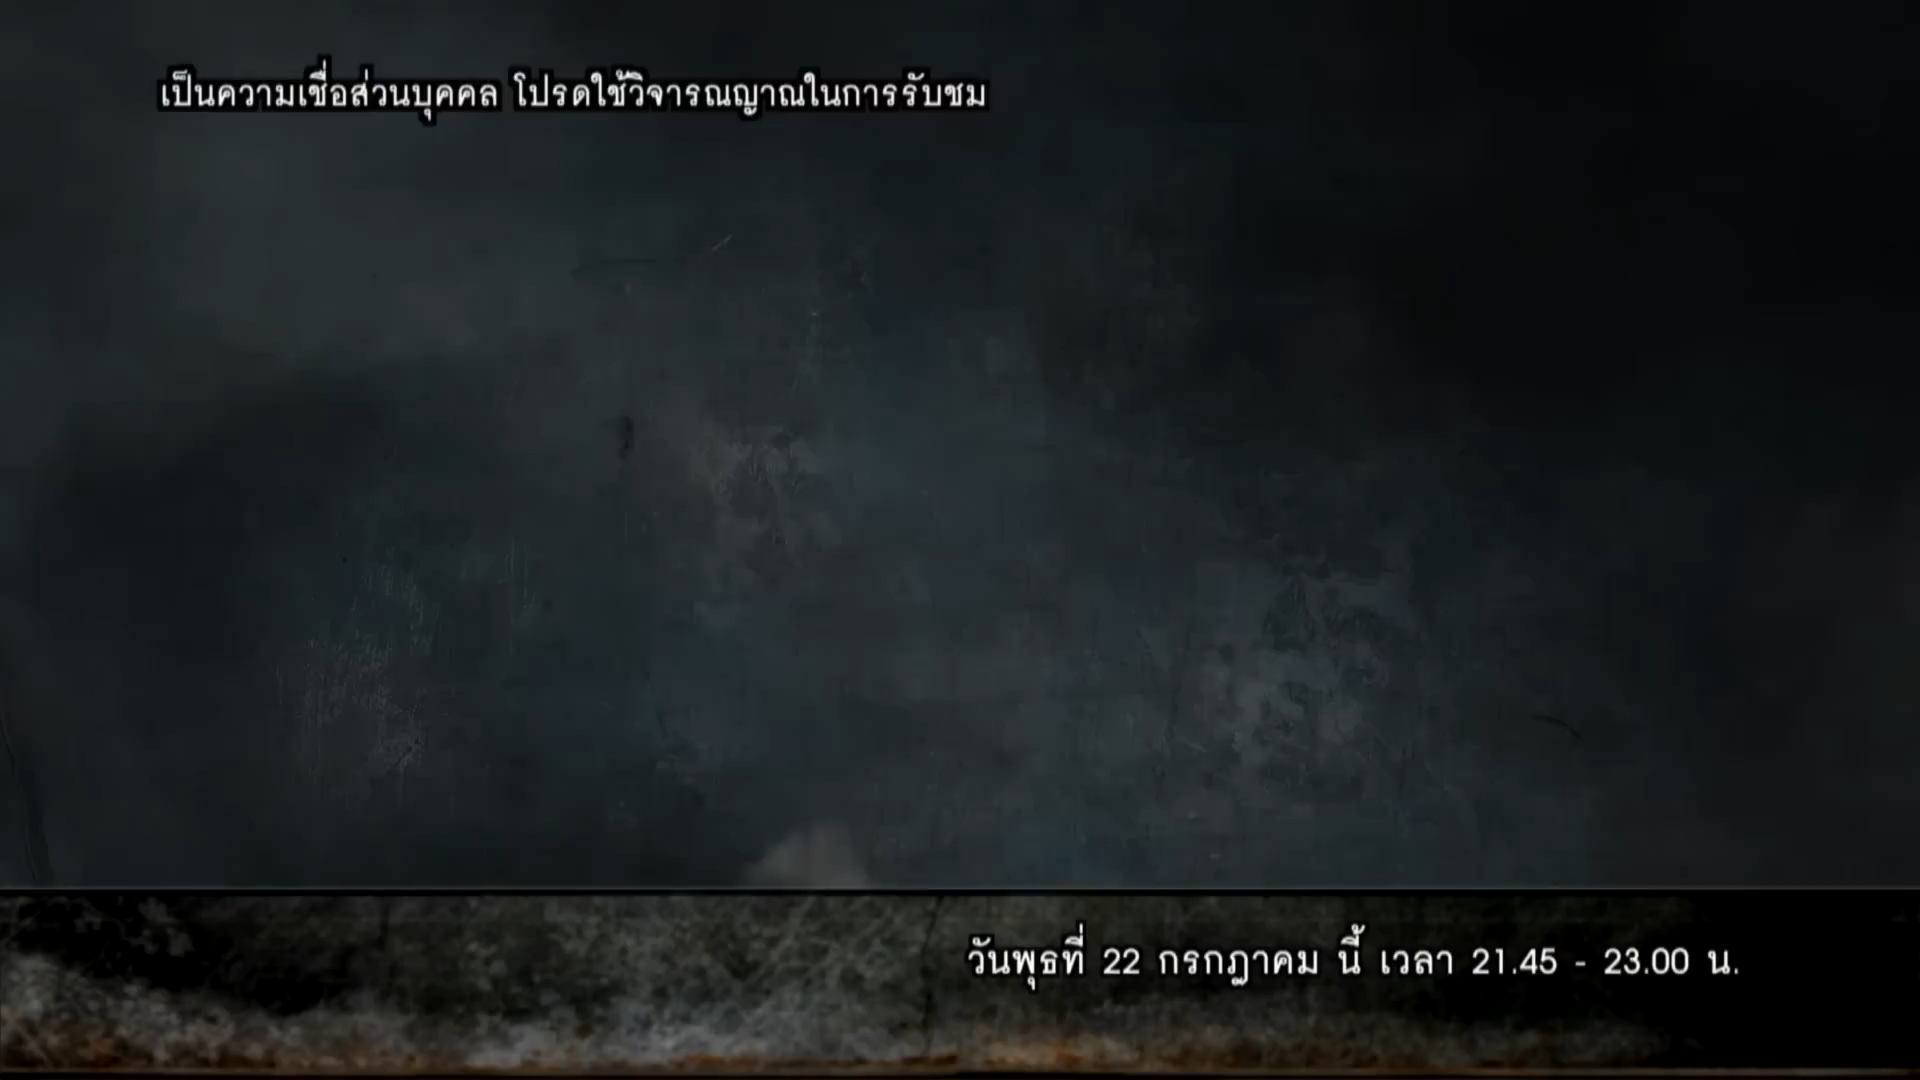 เป็นความเชื่อส่วนบุคคล โปรดใช้วิจารณญาณในการรับชม
วันพุธที่ 22 กรกฎาคม นี้ เวลา 21.45 - 23.00 น.